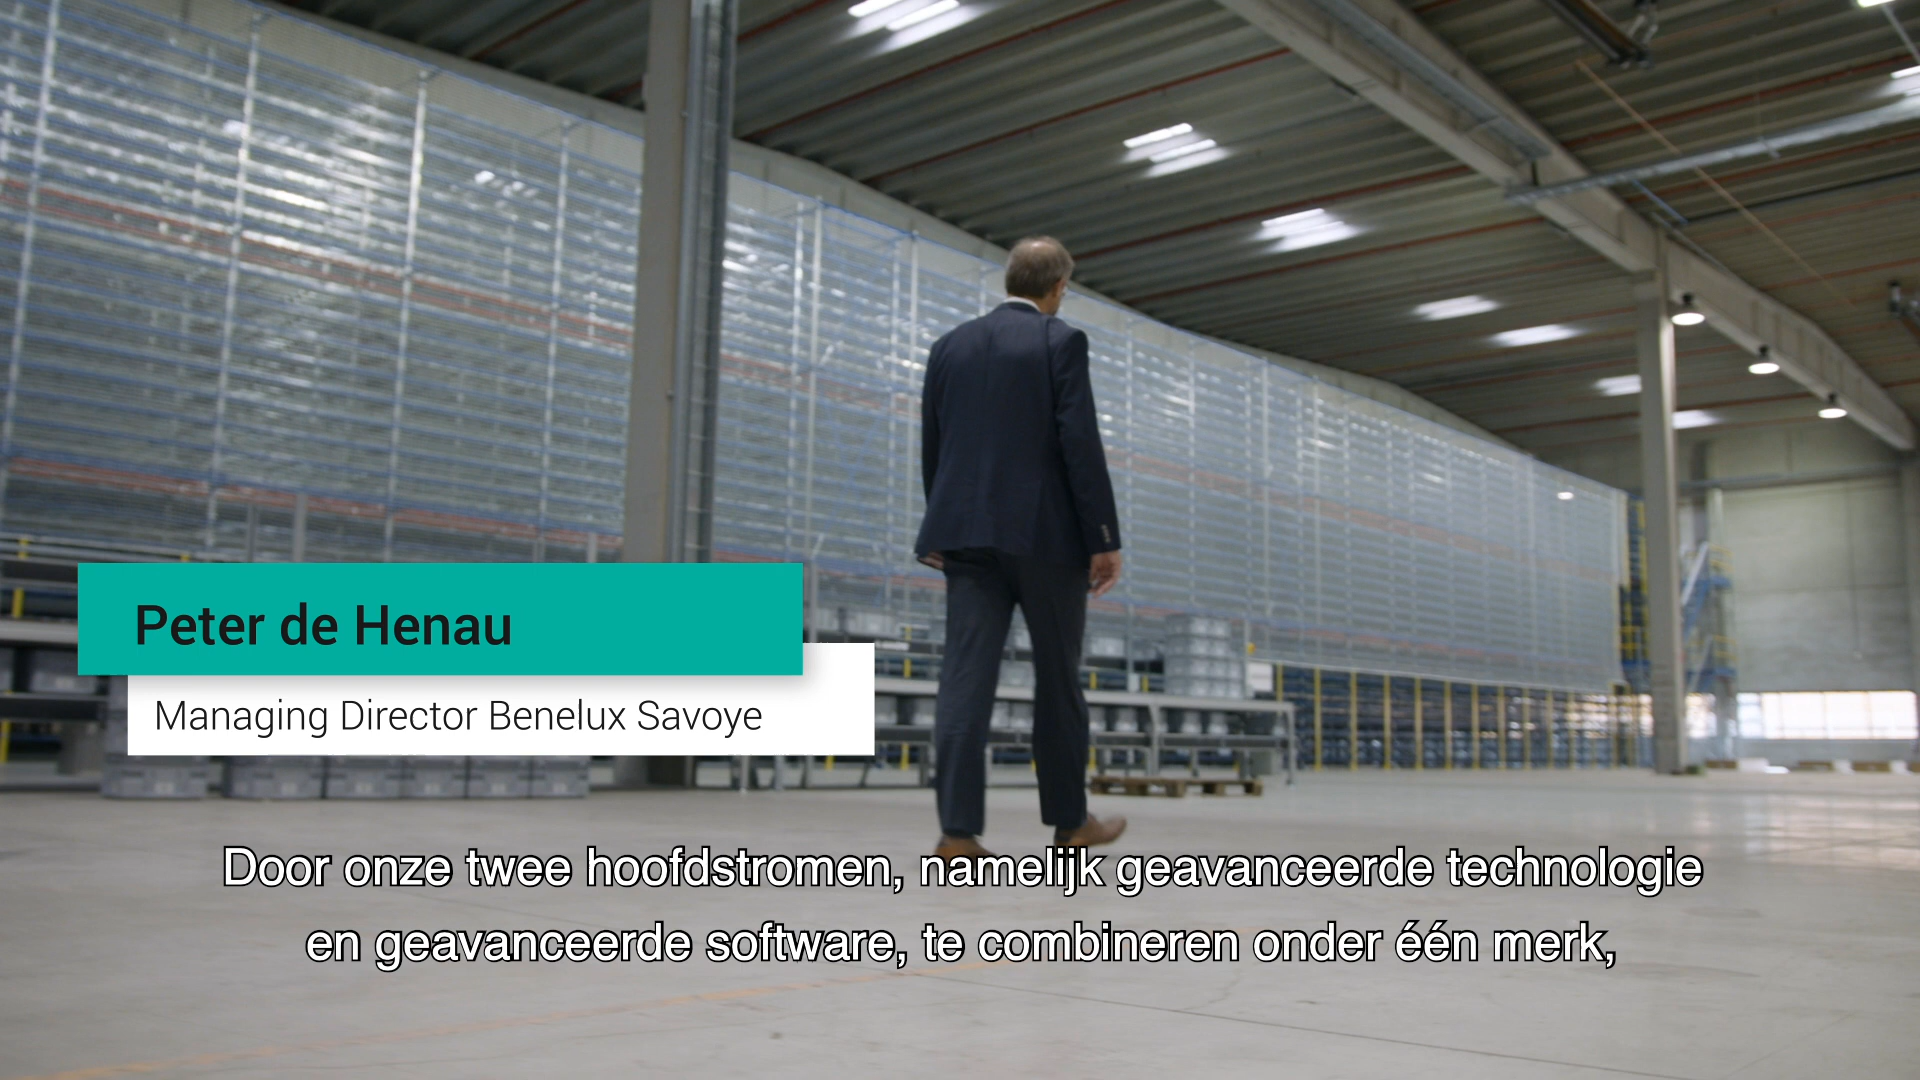 Peter de Henau
Managing Director Benelux Savoye
Door onze twee hoofdstromen, namelijk geavanceerde technologie
en geavanceerde software, te combineren onder één merk,